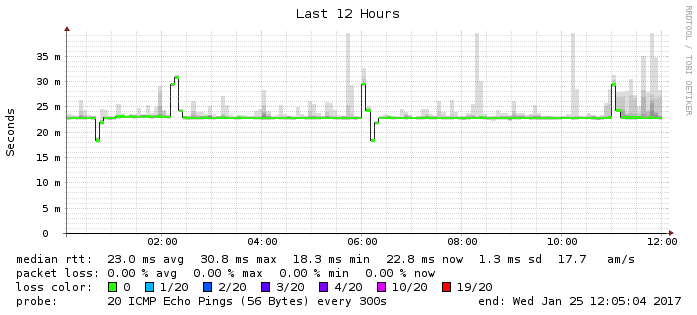 Last 12 Hours
RRDTOOL / TOBI OETIKER
Seconds
35 m
30 m
25 m
20 m
15 m
10 m
5 m
0
02:00 04:00 06:00 08:00 10:00 12:00
median rtt: 23.0 ms avg 30.8 ms max 18.3 ms min 22.8 ms now 1.3 ms sd 17.7 am/s
packet loss: 0.00 % avg 0.00 % max 0.00 % min 0.00 % now
loss color: 0 1/20 2/20 3/20 4/20 10/20 19/20
probe: 20 ICMP Echo Pings (56 Bytes) every 300s end: Wed Jan 25 12:05:04 2017